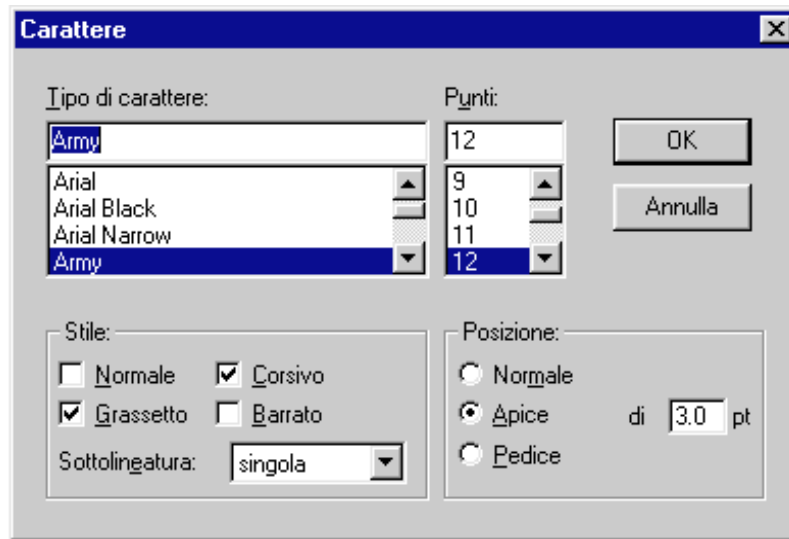 Carattere
Tipo di carattere:
Punti:
Army
12
OK
Arial
Arial Black
Arial Narrow
Army
9
10
11
12
Annulla
Stile:
Normale
Corsivo
Grassetto
Barrato
Sottolineatura: singola
Posizione:
Normale
Apice di 3.0 pt
Pedice